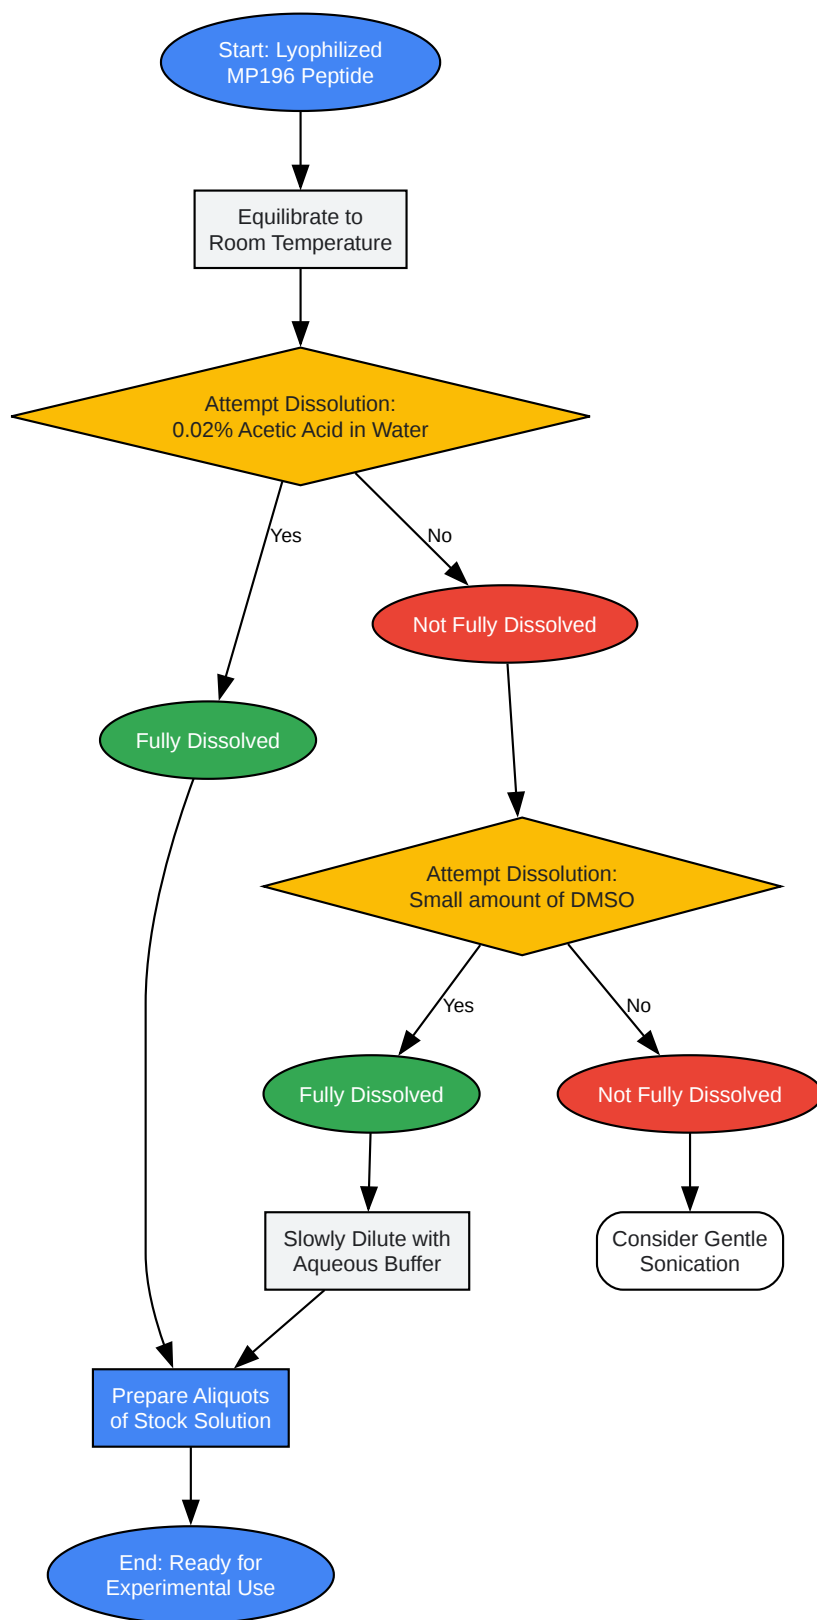 Start: Lyophilized
MP196 Peptide
Equilibrate to
Room Temperature
Attempt Dissolution:
0.02% Acetic Acid in Water
Yes
No
Not Fully Dissolved
Fully Dissolved
Attempt Dissolution:
Small amount of DMSO
Yes
No
Fully Dissolved
Not Fully Dissolved
Slowly Dilute with
Aqueous Buffer
Consider Gentle
Sonication
Prepare Aliquots
of Stock Solution
End: Ready for
Experimental Use